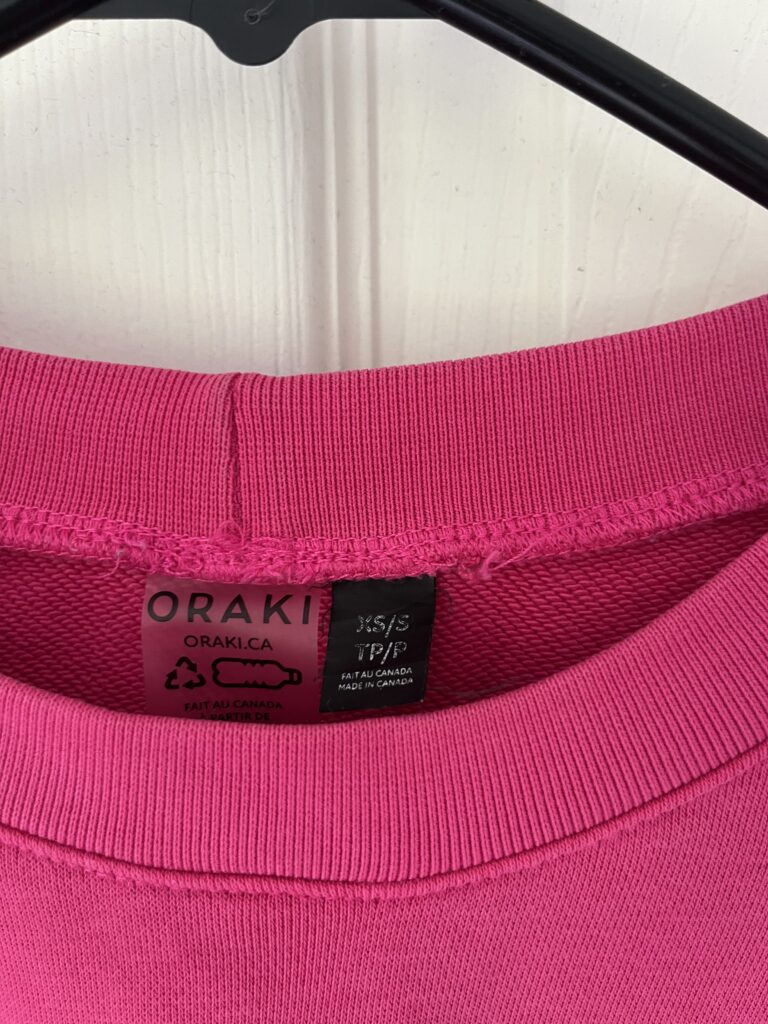 ORAKI
ORAKI.CA
FAIT AU CANADA
À PARTIR DE
XS/S
TP/P
FAIT AU CANADA
MADE IN CANADA